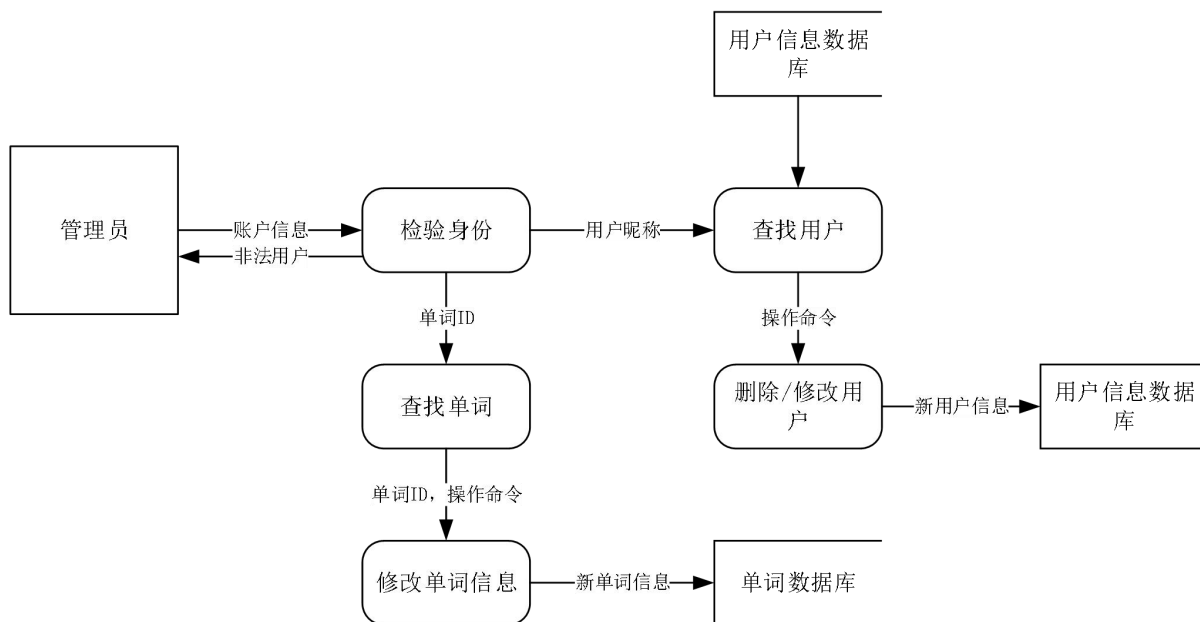 用户信息数据
库
管理员
账户信息
非法用户
检验身份
用户昵称
查找用户
单词ID
操作命令
查找单词
删除/修改用
户
新用户信息
用户信息数据
库
单词ID，操作命令
修改单词信息
新单词信息
单词数据库